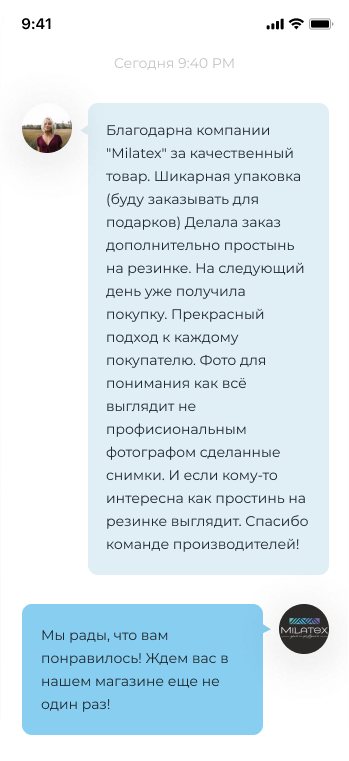 9:41
Сегодня 9:40 PM
Благодарна компании
"Milatex" за качественный
товар. Шикарная упаковка
(буду заказывать для
подарков) Делала заказ
дополнительно простынь
на резинке. На следующий
день уже получила
покупку. Прекрасный
подход к каждому
покупателю. Фото для
понимания как всё
выглядит не
профисиональным
фотографом сделанные
снимки. И если кому-то
интересна как простинь на
резинке выглядит. Спасибо
команде производителей!
MILATEX
Мы рады, что вам
понравилось! Ждем вас в
нашем магазине еще не
один раз!